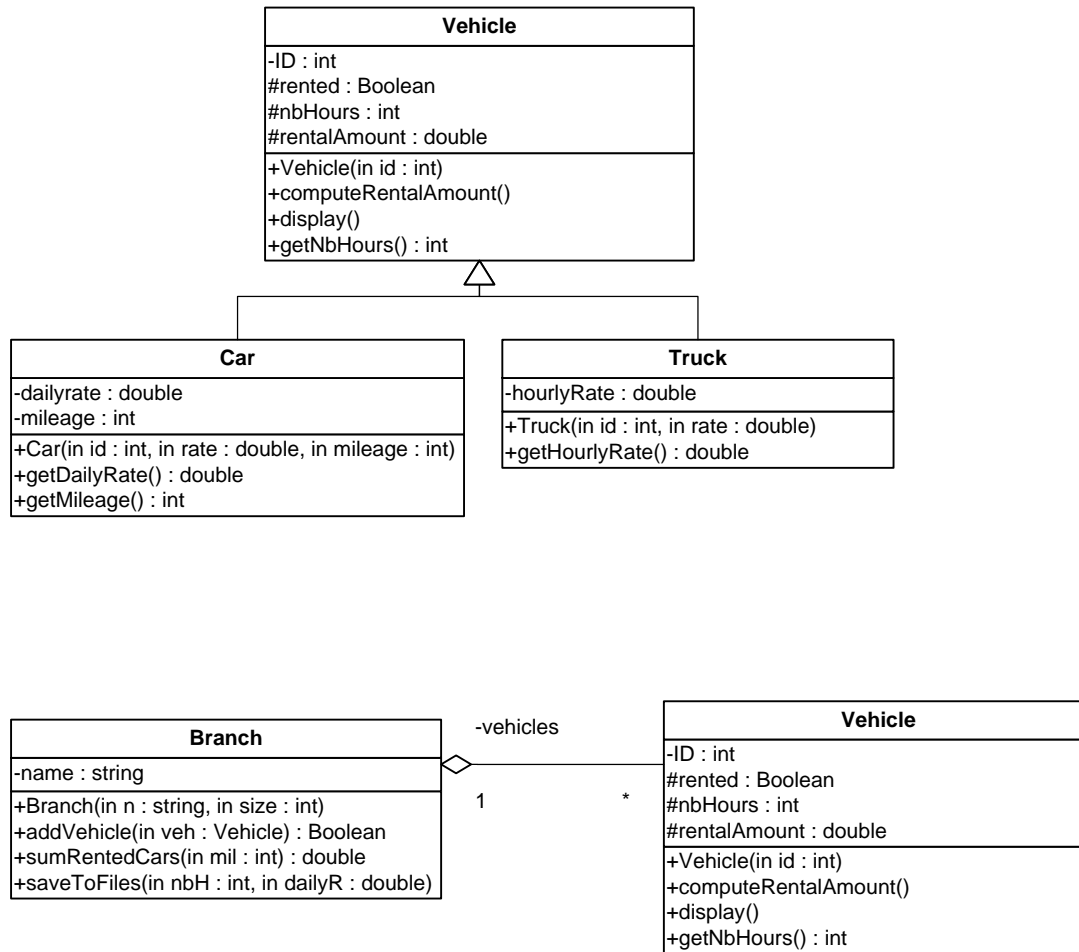 Vehicle
-ID : int
#rented : Boolean
#nbHours : int
#rentalAmount : double
+Vehicle(in id : int)
+computeRentalAmount()
+display()
+getNbHours() : int
Car
-dailyrate : double
-mileage : int
+Car(in id : int, in rate : double, in mileage : int)
+getDailyRate() : double
+getMileage() : int
Truck
-hourlyRate : double
+Truck(in id : int, in rate : double)
+getHourlyRate() : double
Branch
-name : string
+Branch(in n : string, in size : int)
+addVehicle(in veh : Vehicle) : Boolean
+sumRentedCars(in mil : int) : double
+saveToFiles(in nbH : int, in dailyR : double)
-vehicles
1
*
Vehicle
-ID : int
#rented : Boolean
#nbHours : int
#rentalAmount : double
+Vehicle(in id : int)
+computeRentalAmount()
+display()
+getNbHours() : int